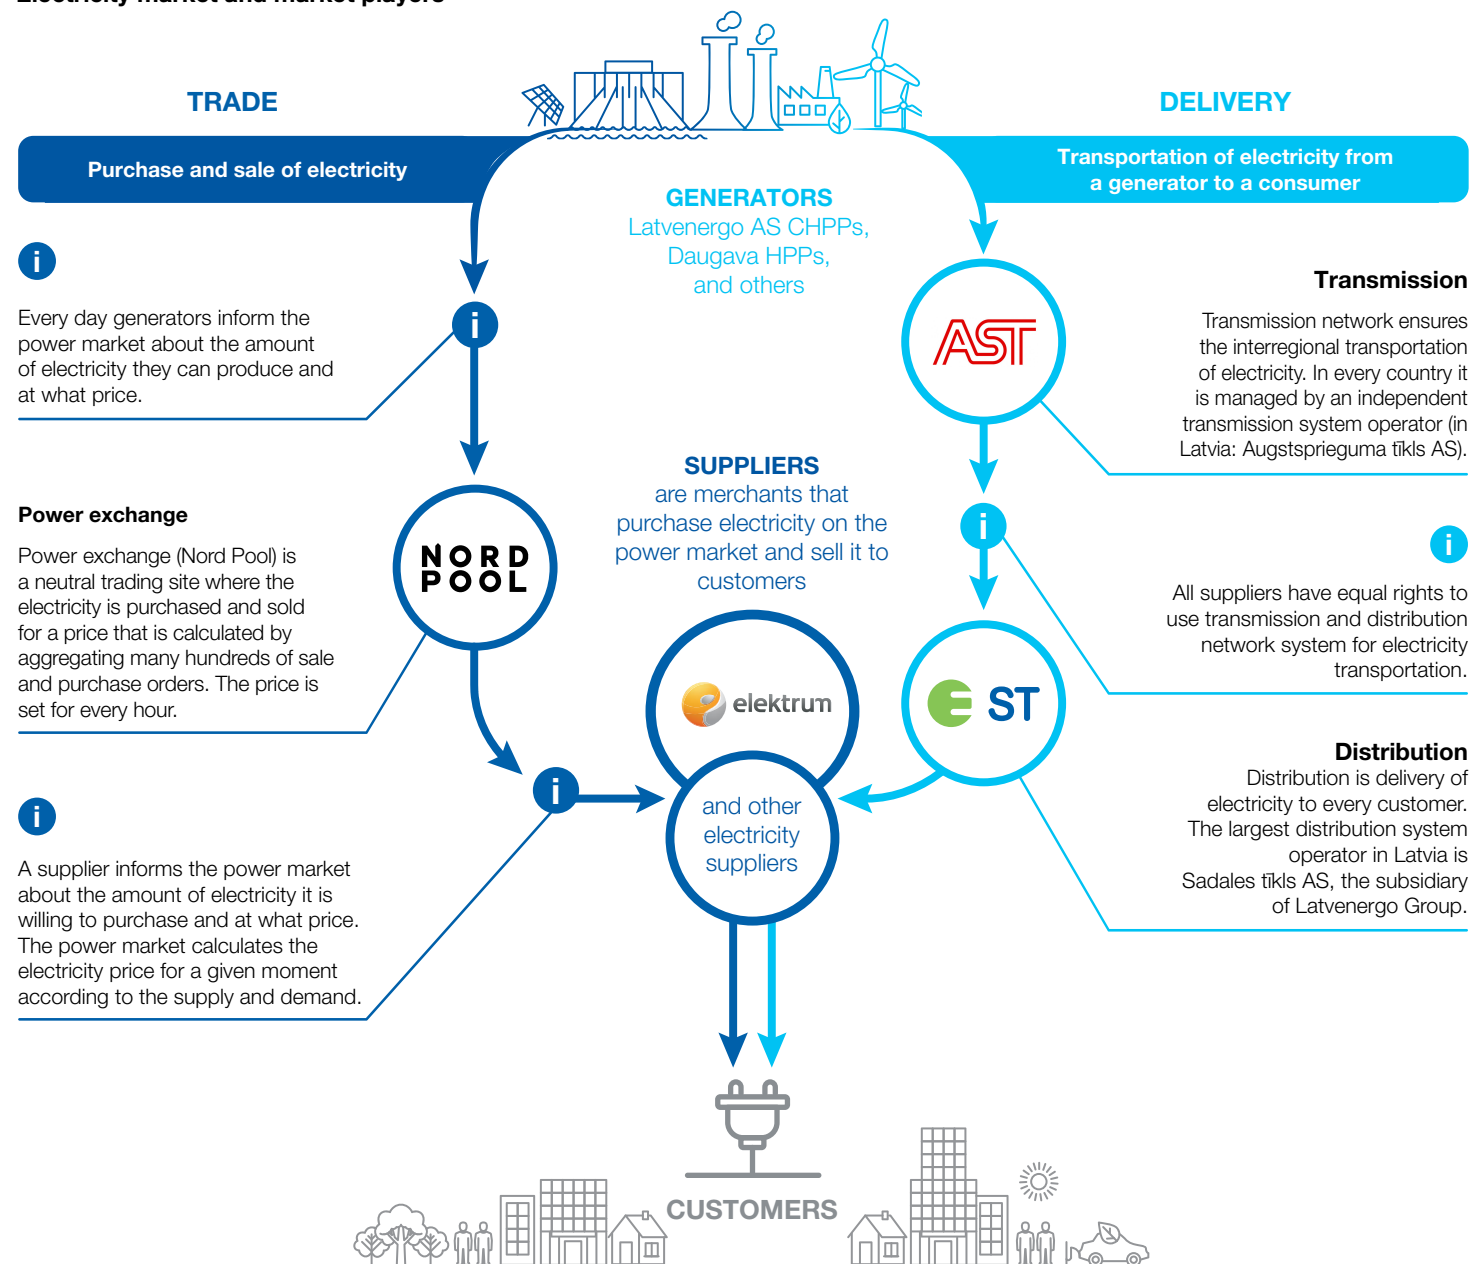 Electricity market and market players
TRADE
Purchase and sale of electricity
i
Every day generators inform the
power market about the amount
of electricity they can produce and
at what price.
i
Power exchange
Power exchange (Nord Pool) is
a neutral trading site where the
electricity is purchased and sold
for a price that is calculated by
aggregating many hundreds of sale
and purchase orders. The price is
set for every hour.
NORD
POOL
i
A supplier informs the power market
about the amount of electricity it is
willing to purchase and at what price.
The power market calculates the
electricity price for a given moment
according to the supply and demand.
i
GENERATORS
Latvenergo AS CHPPs,
Daugava HPPs,
and others
SUPPLIERS
are merchants that
purchase electricity on the
power market and sell it to
customers
elektrum
and other
electricity
suppliers
DELIVERY
Transportation of electricity from
a generator to a consumer
AST
Transmission
Transmission network ensures
the interregional transportation
of electricity. In every country it
is managed by an independent
transmission system operator (in
Latvia: Augstsprieguma tīkls AS).
i
i
All suppliers have equal rights to
use transmission and distribution
network system for electricity
transportation.
ST
Distribution
Distribution is delivery of
electricity to every customer.
The largest distribution system
operator in Latvia is
Sadales tīkls AS, the subsidiary
of Latvenergo Group.
CUSTOMERS